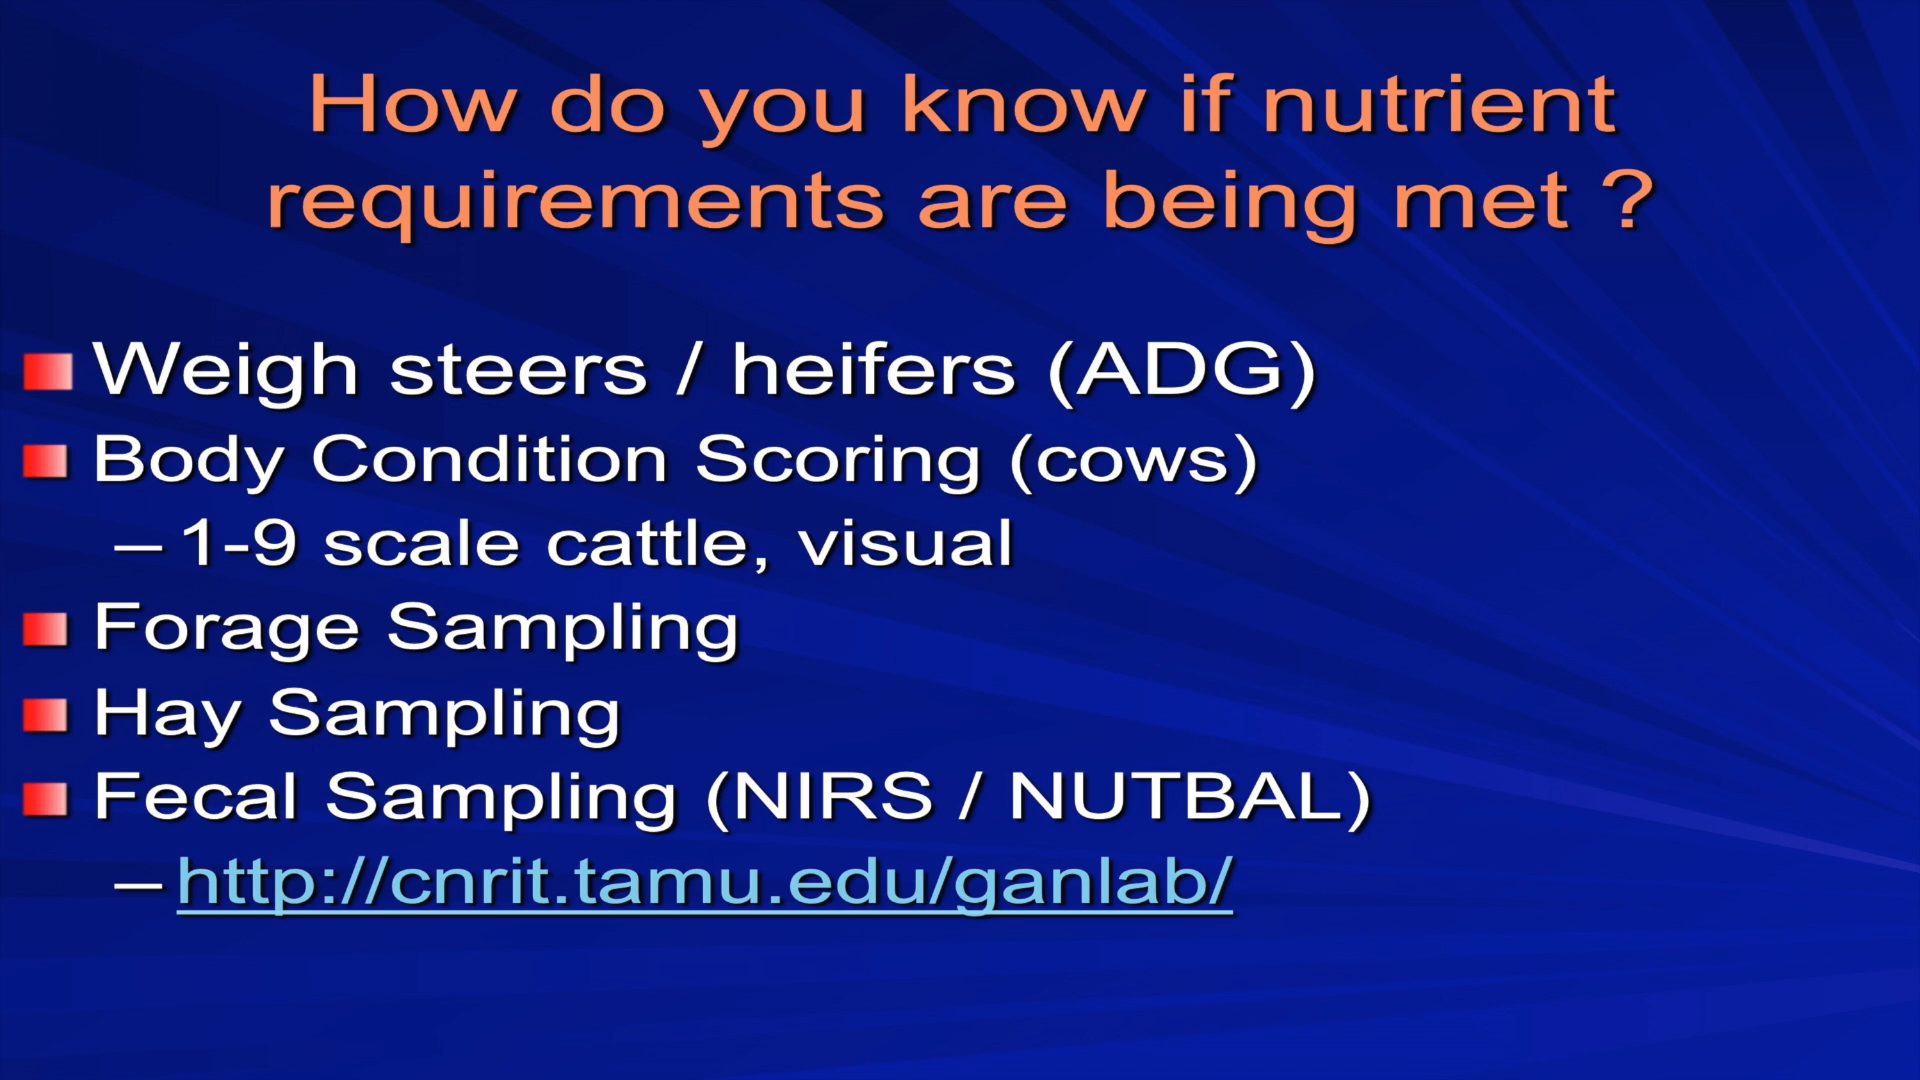 How do you know if nutrient
requirements are being met ?
Weigh steers / heifers (ADG)
Body Condition Scoring (cows)
– 1-9 scale cattle, visual
Forage Sampling
Hay Sampling
Fecal Sampling (NIRS / NUTBAL)
– http://cnrit.tamu.edu/ganlab/